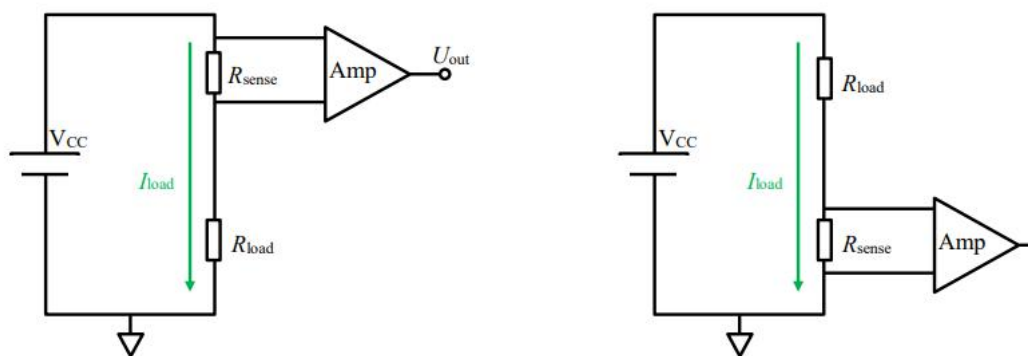 U_out
R_sense
Amp
V_CC
I_load
R_load
R_load
V_CC
I_load
R_sense
Amp